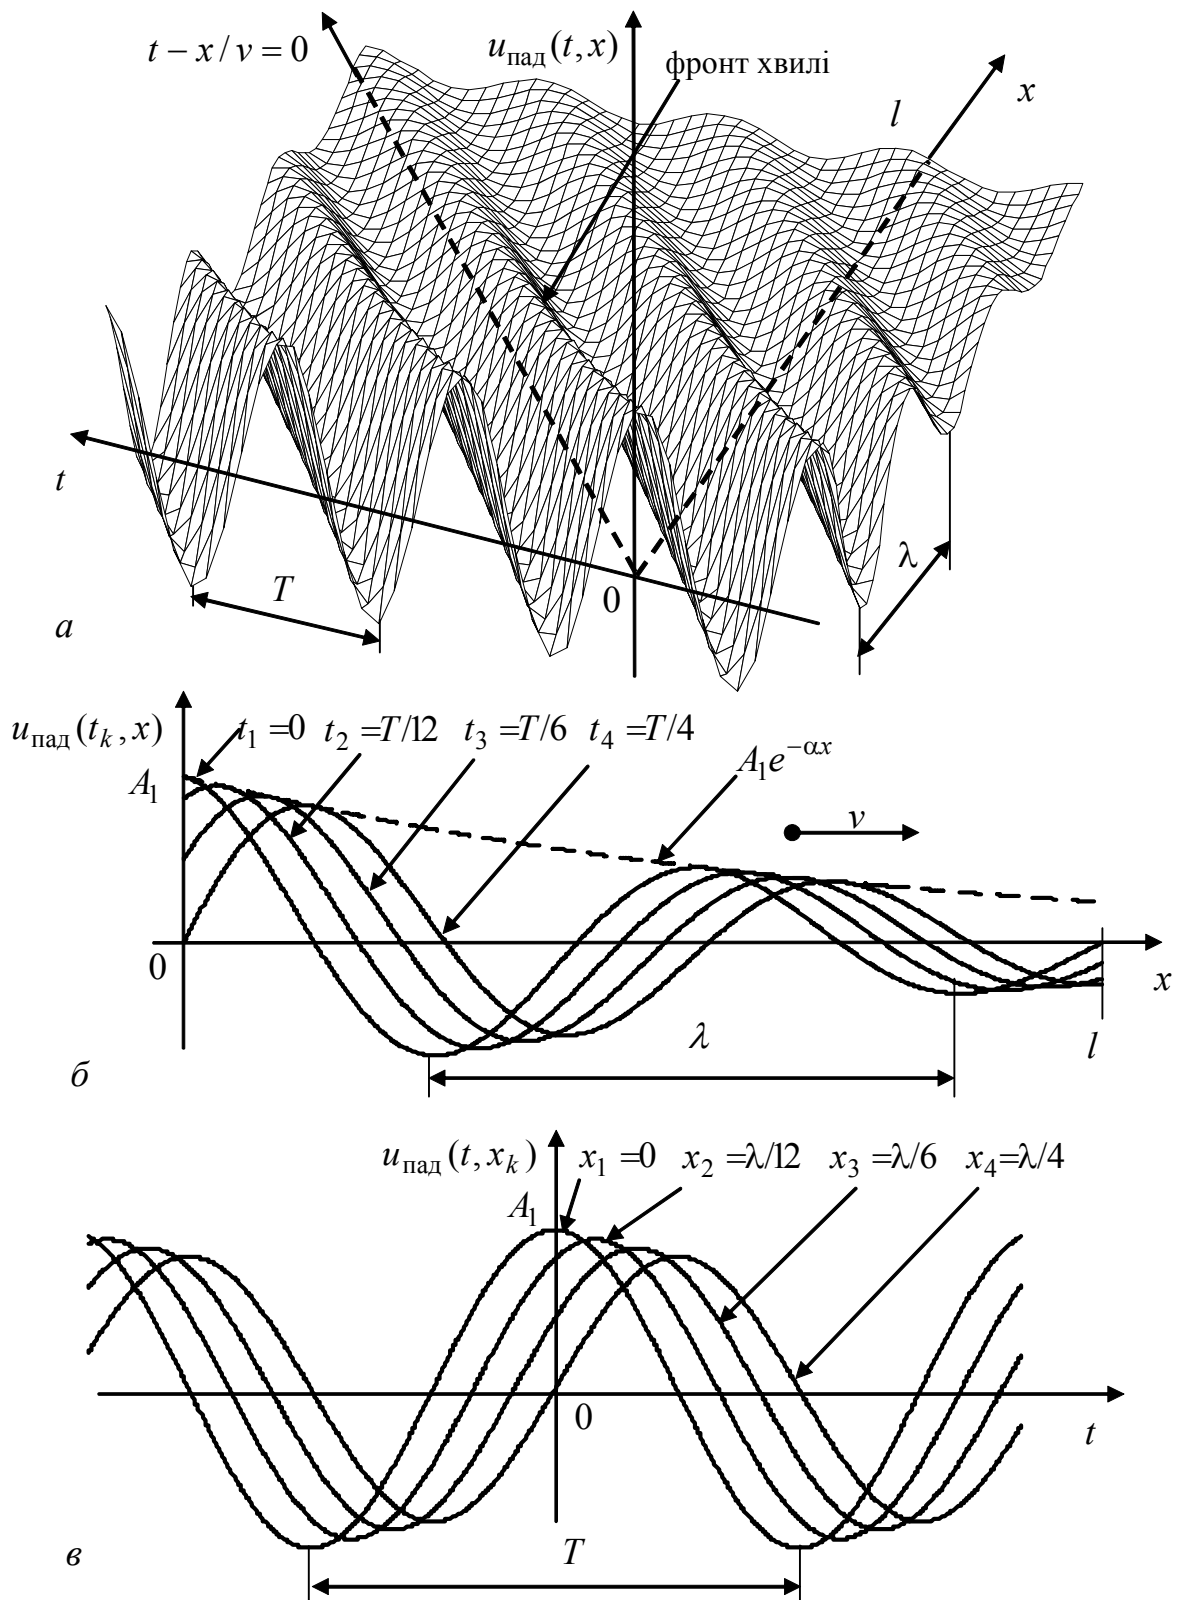 t − x / v = 0
u_пад (t, x)
фронт хвилі
x
l
t
λ
T
0
а
u_пад (t_k, x)
t_1 =0 t_2 =T/12 t_3 =T/6 t_4 =T/4
A_1
A_1e^{−αx}
v
0
x
λ
l
б
u_пад (t, x_k) x_1 =0 x_2 =λ/12 x_3 =λ/6 x_4=λ/4
A_1
0
t
T
в